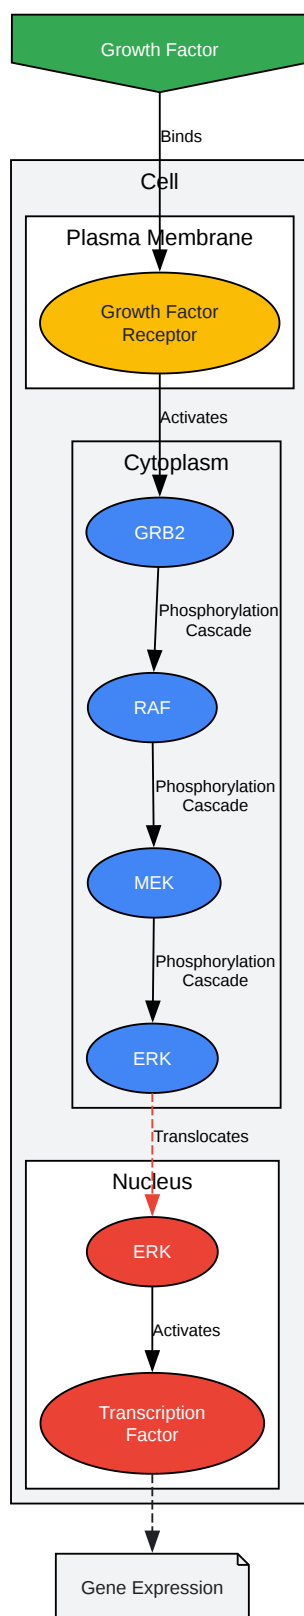 Growth Factor
Binds
Cell
Plasma Membrane
Growth Factor
Receptor
Activates
Cytoplasm
GRB2
Phosphorylation
Cascade
RAF
Phosphorylation
Cascade
MEK
Phosphorylation
Cascade
ERK
Translocates
Nucleus
ERK
Activates
Transcription
Factor
Gene Expression